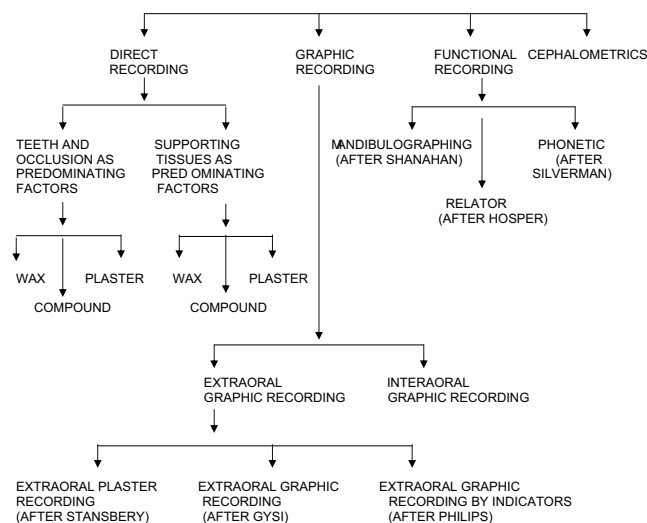 DIRECT
RECORDING
GRAPHIC
RECORDING
FUNCTIONAL
RECORDING
CEPHALOMETRICS
TEETH AND
OCCLUSION AS
PREDOMINATING
FACTORS
SUPPORTING
TISSUES AS
PRED OMINATING
FACTORS
MANDIBULOGRAPHING
(AFTER SHANAHAN)
PHONETIC
(AFTER
SILVERMAN)
RELATOR
(AFTER HOSPER)
WAX
PLASTER
COMPOUND
WAX
PLASTER
COMPOUND
EXTRAORAL
GRAPHIC RECORDING
INTERAORAL
GRAPHIC RECORDING
EXTRAORAL PLASTER
RECORDING
(AFTER STANSBERY)
EXTRAORAL GRAPHIC
RECORDING
(AFTER GYSI)
EXTRAORAL GRAPHIC
RECORDING BY INDICATORS
(AFTER PHILIPS)